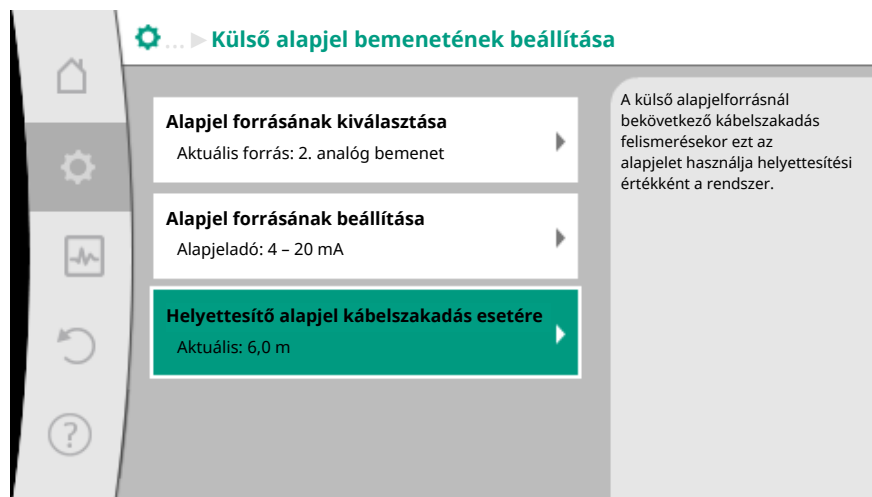 ... Külső alapjel bemenetének beállítása
Alapjel forrásának kiválasztása
Aktuális forrás: 2. analóg bemenet
Alapjel forrásának beállítása
Alapjeladó: 4 – 20 mA
Helyettesítő alapjel kábelszakadás esetére
Aktuális: 6,0 m
A külső alapjelforrásnál
bekövetkező kábelszakadás
felismerésekor ezt az
alapjelet használja helyettesítési
értékként a rendszer.
?